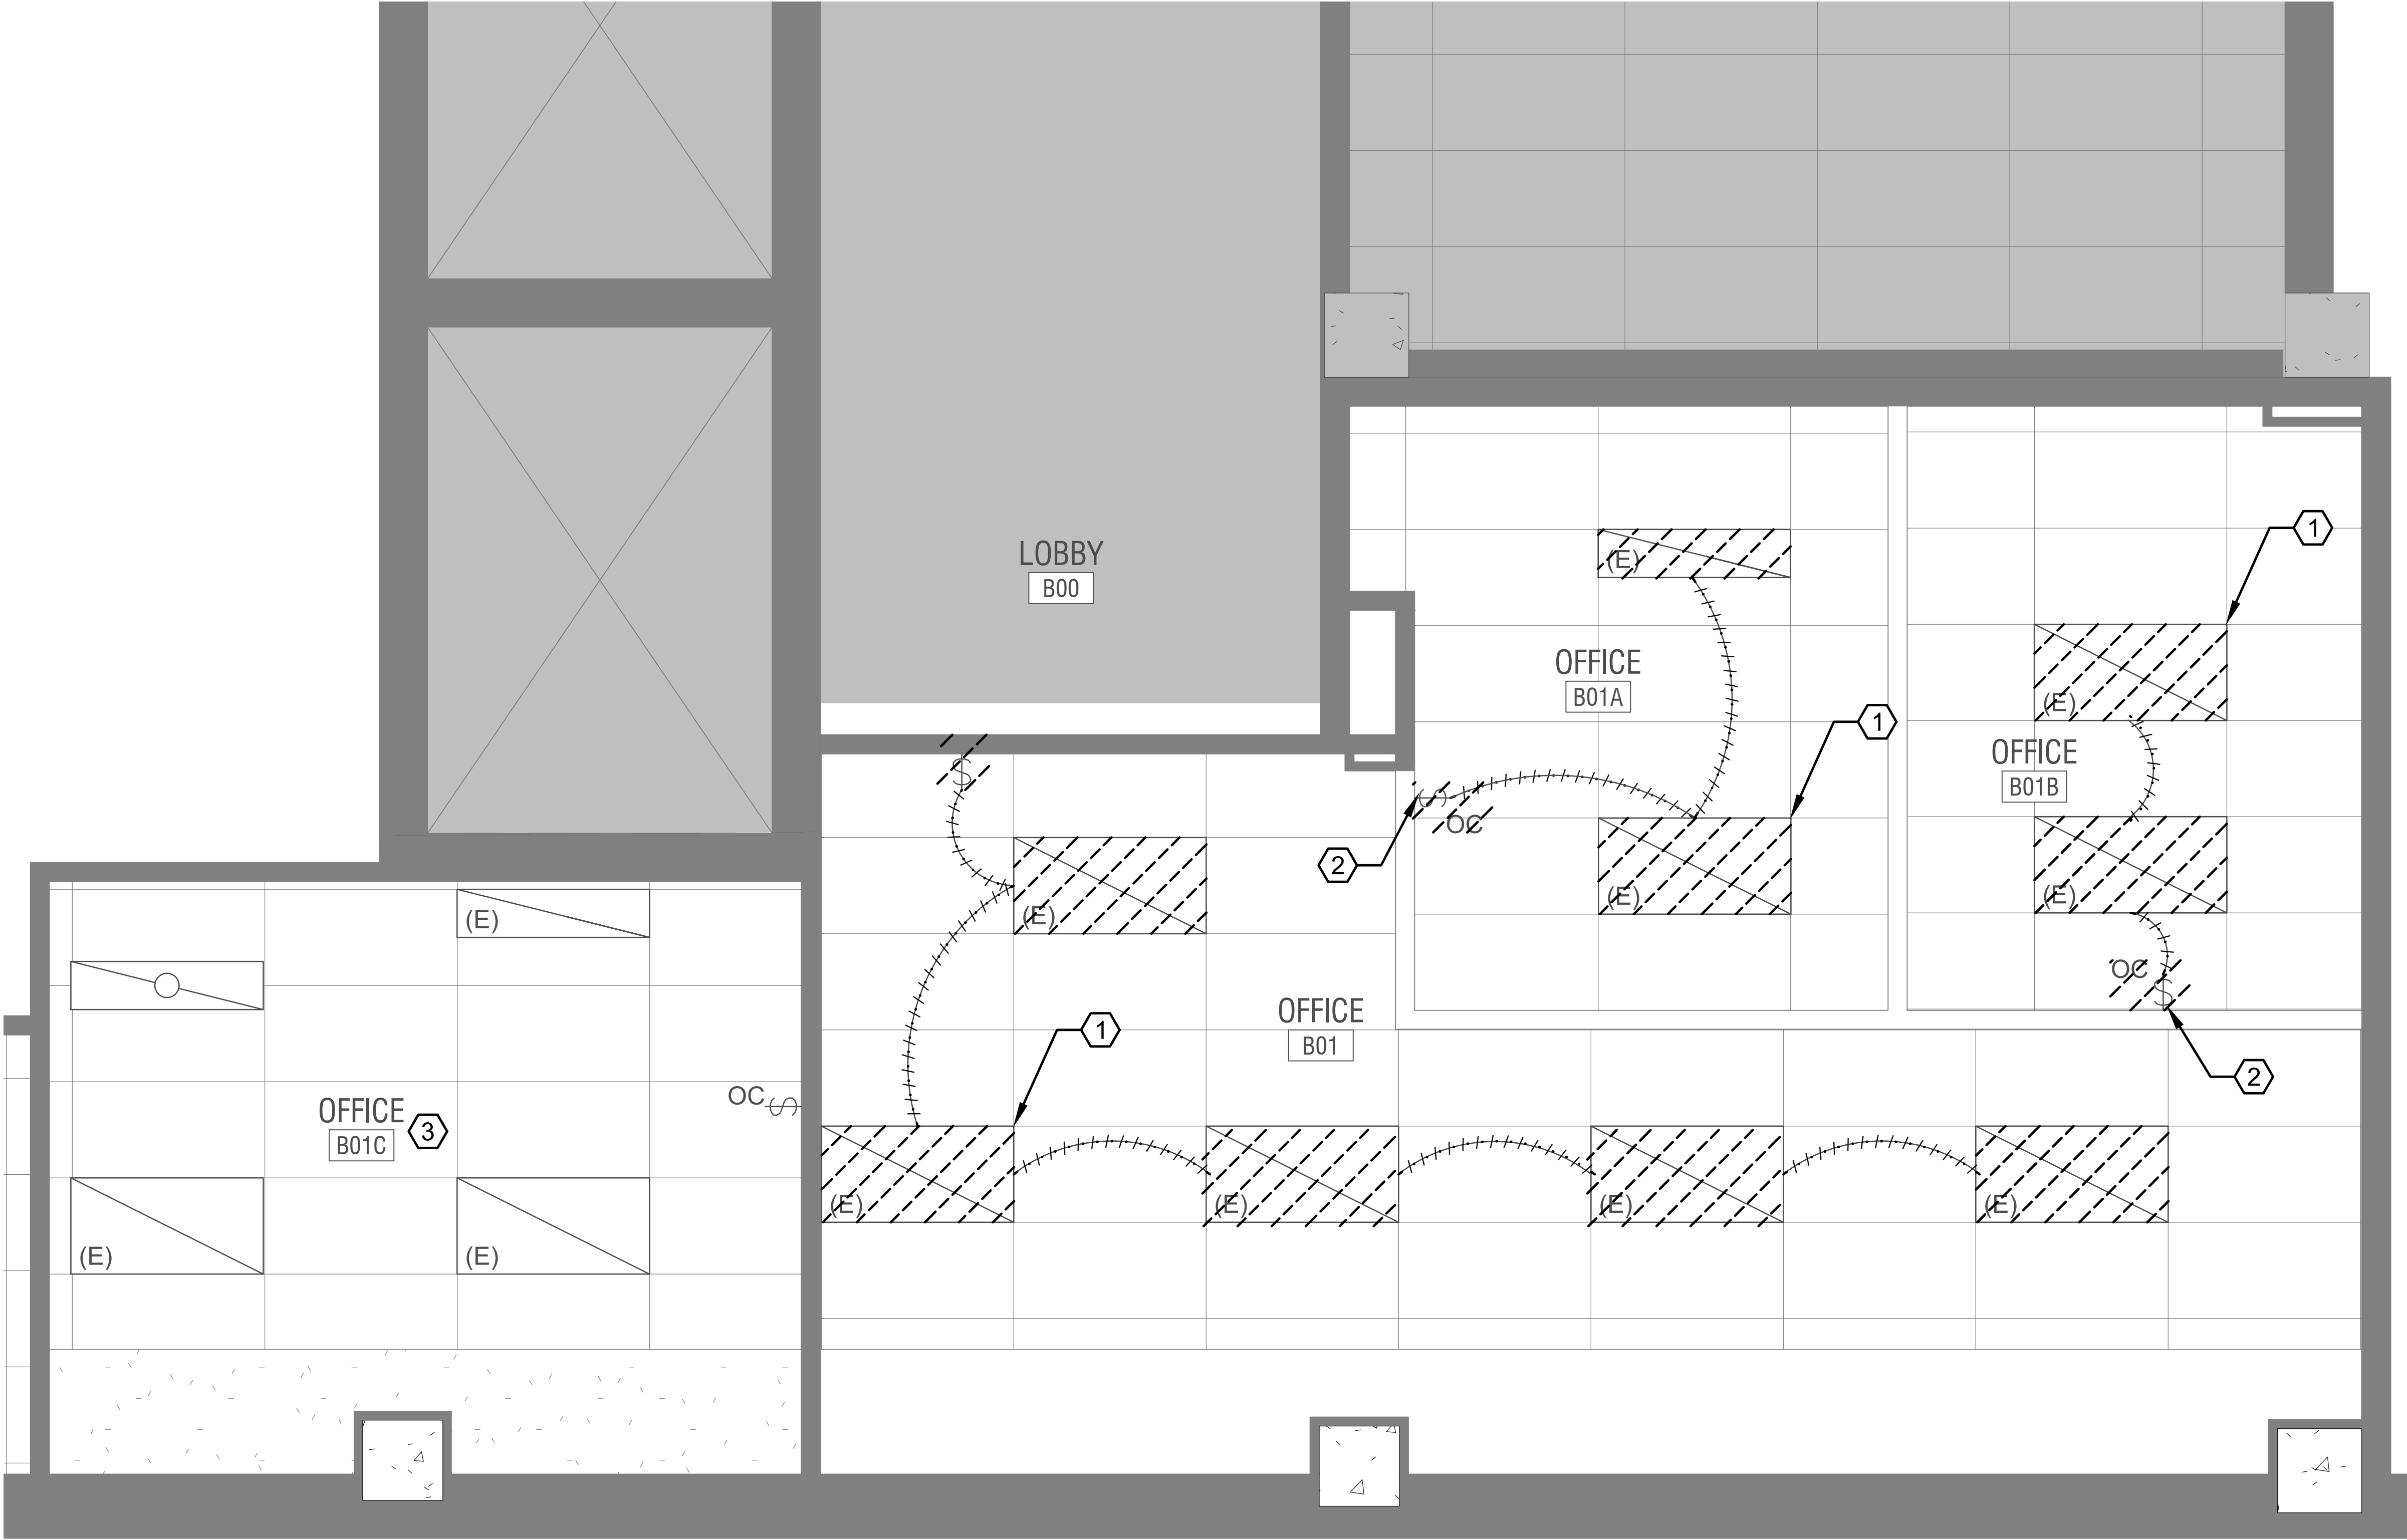 LOBBY
B00
1
(E)
OFFICE
B01A
(E)
1
OFFICE
B01B
$
$
OC
2
(E)
(E)
(E)
(E)
OC
$
OFFICE
B01
1
2
(E)
OC $
OFFICE
B01C
3
(E)
(E)
(E)
(E)
(E)
(E)